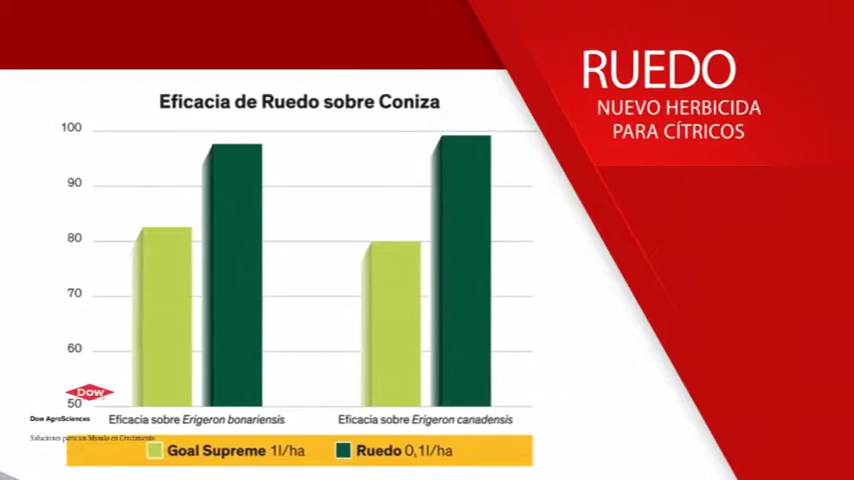 RUEDO
NUEVO HERBICIDA
PARA CÍTRICOS
Eficacia de Ruedo sobre Coniza
100
90
80
70
60
50
Dow
Dow AgroSciences
Soluciones para un Mundo en Crecimiento
Eficacia sobre Erigeron bonariensis
Eficacia sobre Erigeron canadensis
Goal Supreme 1l/ha
Ruedo 0,1l/ha